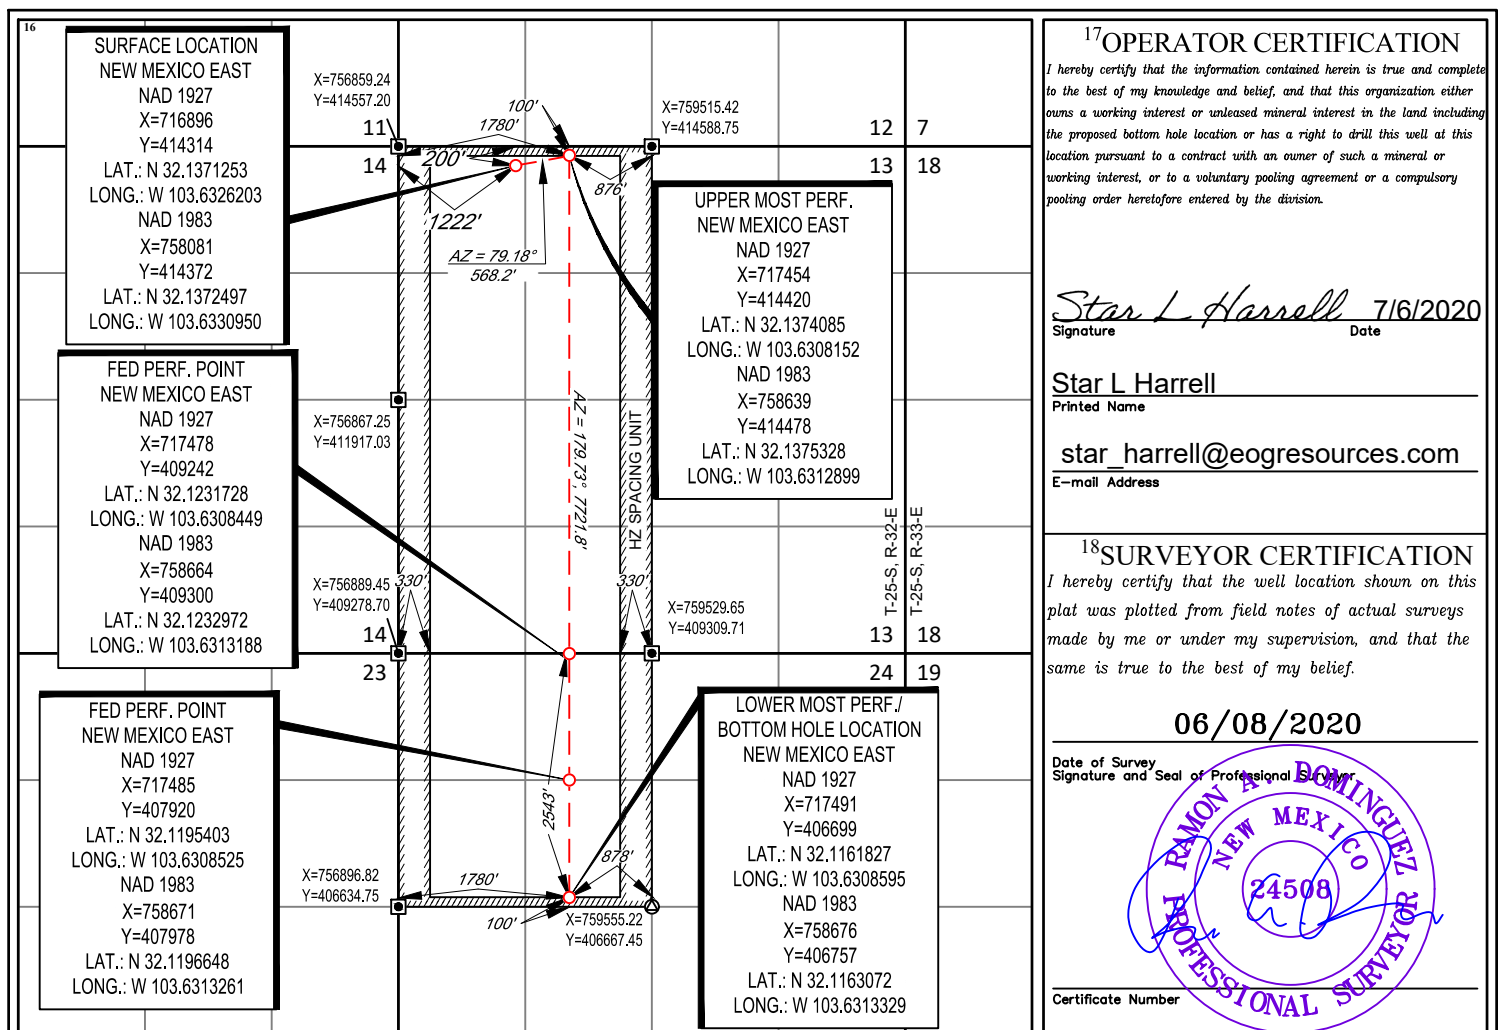 16
SURFACE LOCATION
NEW MEXICO EAST
NAD 1927
X=716896
Y=414314
LAT.: N 32.1371253
LONG.: W 103.6326203
NAD 1983
X=758081
Y=414372
LAT.: N 32.1372497
LONG.: W 103.6330950
FED PERF. POINT
NEW MEXICO EAST
NAD 1927
X=717478
Y=409242
LAT.: N 32.1231728
LONG.: W 103.6308449
NAD 1983
X=758664
Y=409300
LAT.: N 32.1232972
LONG.: W 103.6313188
FED PERF. POINT
NEW MEXICO EAST
NAD 1927
X=717485
Y=407920
LAT.: N 32.1195403
LONG.: W 103.6308525
NAD 1983
X=758671
Y=407978
LAT.: N 32.1196648
LONG.: W 103.6313261
X=756859.24
Y=414557.20
100'
X=759515.42
Y=414588.75
11
1780'
12 7
14
200'
13 18
876'
1222'
AZ = 79.18°
568.2'
UPPER MOST PERF.
NEW MEXICO EAST
NAD 1927
X=717454
Y=414420
LAT.: N 32.1374085
LONG.: W 103.6308152
NAD 1983
X=758639
Y=414478
LAT.: N 32.1375328
LONG.: W 103.6312899
X=756867.25
Y=411917.03
AZ = 179.73°, 7721.8'
HZ SPACING UNIT
T-25-S, R-32-E
T-25-S, R-33-E
X=756889.45
Y=409278.70
330'
330'
X=759529.65
Y=409309.71
14
13 18
23
24 19
LOWER MOST PERF./
BOTTOM HOLE LOCATION
NEW MEXICO EAST
NAD 1927
X=717491
Y=406699
LAT.: N 32.1161827
LONG.: W 103.6308595
NAD 1983
X=758676
Y=406757
LAT.: N 32.1163072
LONG.: W 103.6313329
2543'
878'
X=756896.82
Y=406634.75
1780'
100'
X=759555.22
Y=406667.45
17OPERATOR CERTIFICATION
I hereby certify that the information contained herein is true and complete
to the best of my knowledge and belief, and that this organization either
owns a working interest or unleased mineral interest in the land including
the proposed bottom hole location or has a right to drill this well at this
location pursuant to a contract with an owner of such a mineral or
working interest, or to a voluntary pooling agreement or a compulsory
pooling order heretofore entered by the division.
Star L Harrell 7/6/2020
Signature Date
Star L Harrell
Printed Name
star_harrell@eogresources.com
E-mail Address
18SURVEYOR CERTIFICATION
I hereby certify that the well location shown on this
plat was plotted from field notes of actual surveys
made by me or under my supervision, and that the
same is true to the best of my belief.
06/08/2020
Date of Survey
Signature and Seal of Professional Surveyor
RAMON A. DOMINGUEZ
NEW MEXICO
24508
PROFESSIONAL SURVEYOR
Certificate Number